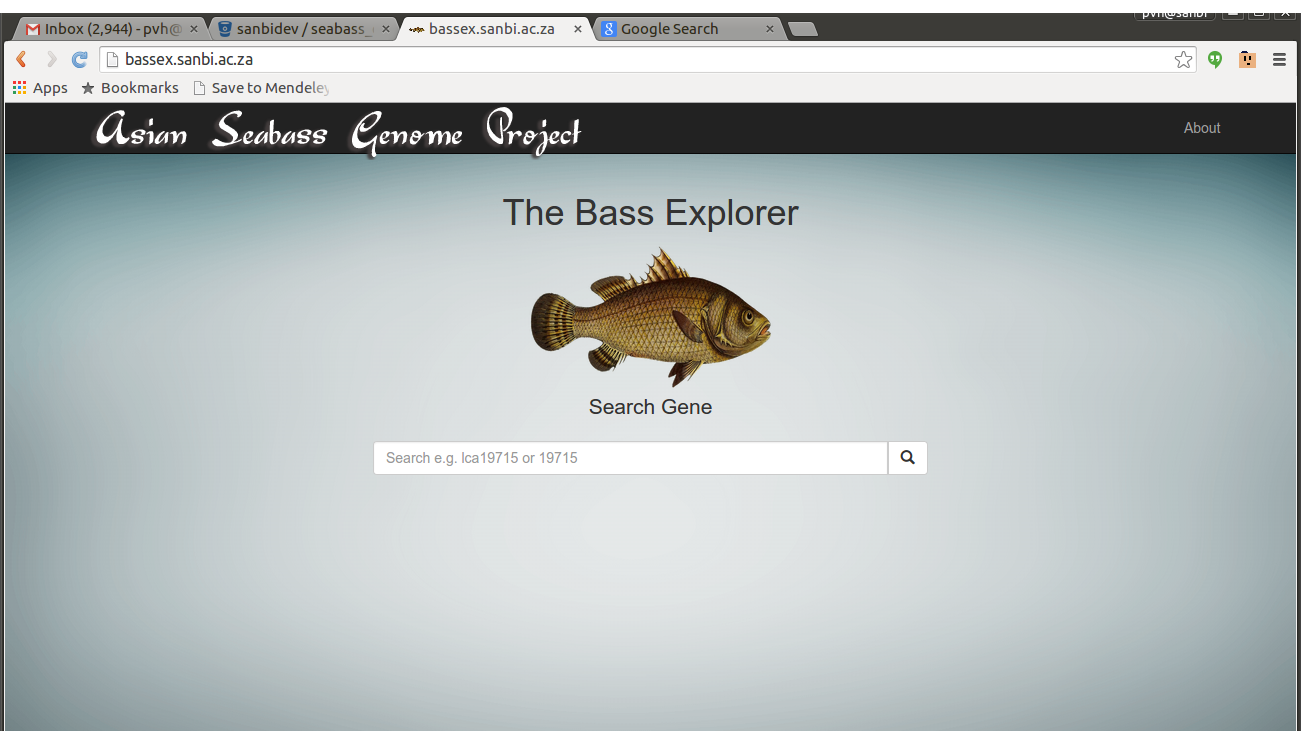 pvh@sanbi
Inbox (2,944) - pvh@
sanbidev / seabass_
bassex.sanbi.ac.za
Google Search
bassex.sanbi.ac.za
Apps
Bookmarks
Save to Mendeley
Asian Seabass Genome Project
About
The Bass Explorer
Search Gene
Search e.g. lca19715 or 19715